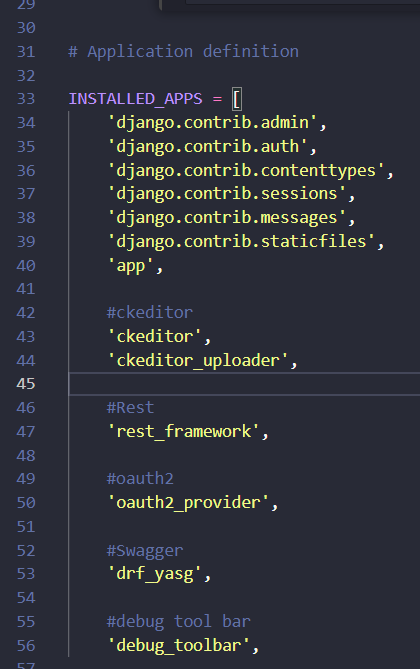 29
30
31 # Application definition
32
33 INSTALLED_APPS = [
34 'django.contrib.admin',
35 'django.contrib.auth',
36 'django.contrib.contenttypes',
37 'django.contrib.sessions',
38 'django.contrib.messages',
39 'django.contrib.staticfiles',
40 'app',
41
42 #ckeditor
43 'ckeditor',
44 'ckeditor_uploader',
45
46 #Rest
47 'rest_framework',
48
49 #oauth2
50 'oauth2_provider',
51
52 #Swagger
53 'drf_yasg',
54
55 #debug tool bar
56 'debug_toolbar',
57